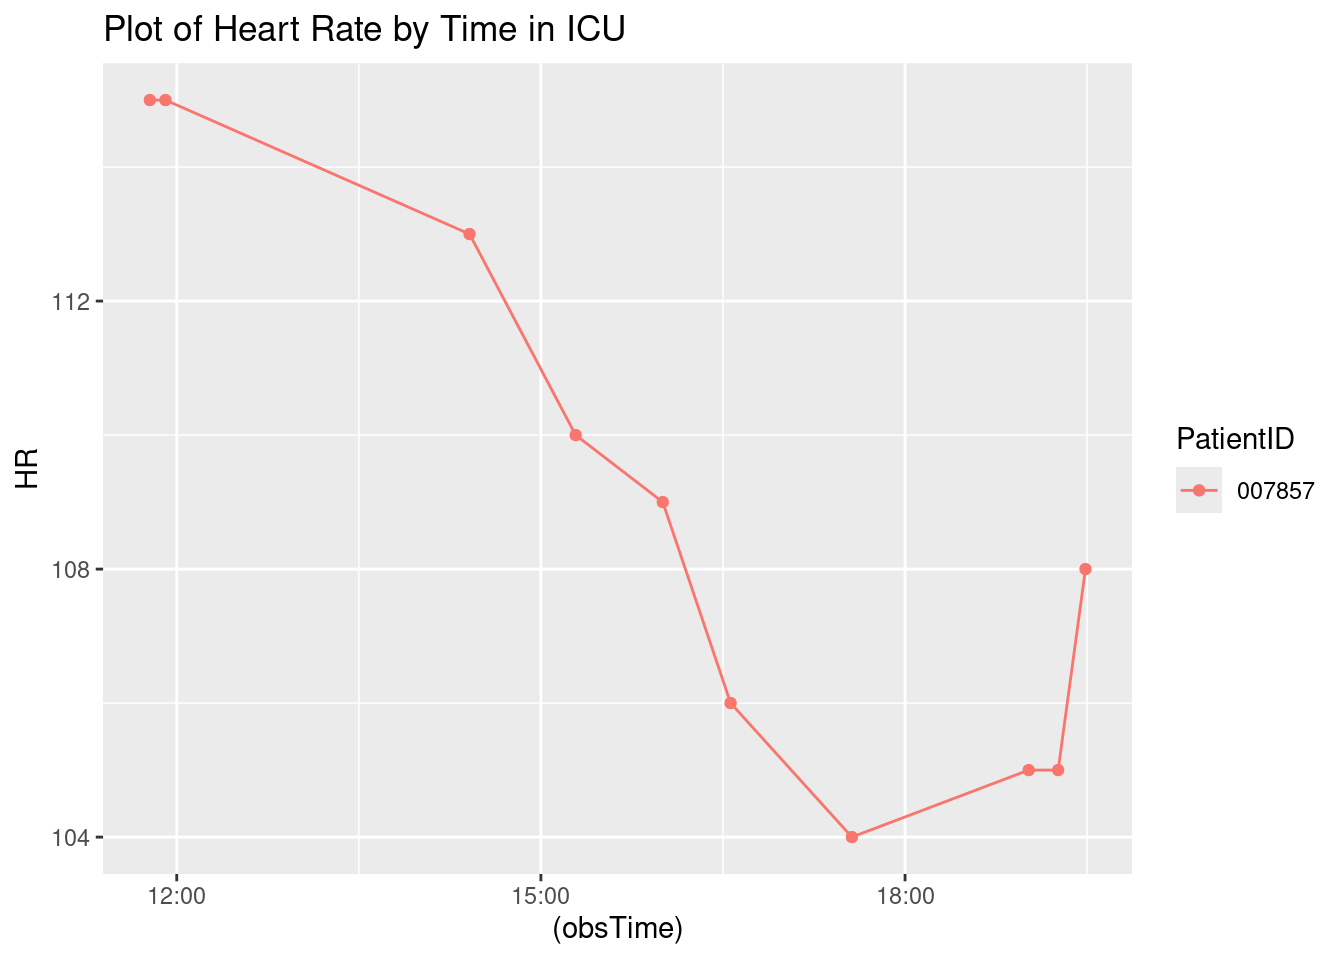 Plot of Heart Rate by Time in ICU
HR
112
108
104
12:00
15:00
18:00
(obsTime)
PatientID
007857